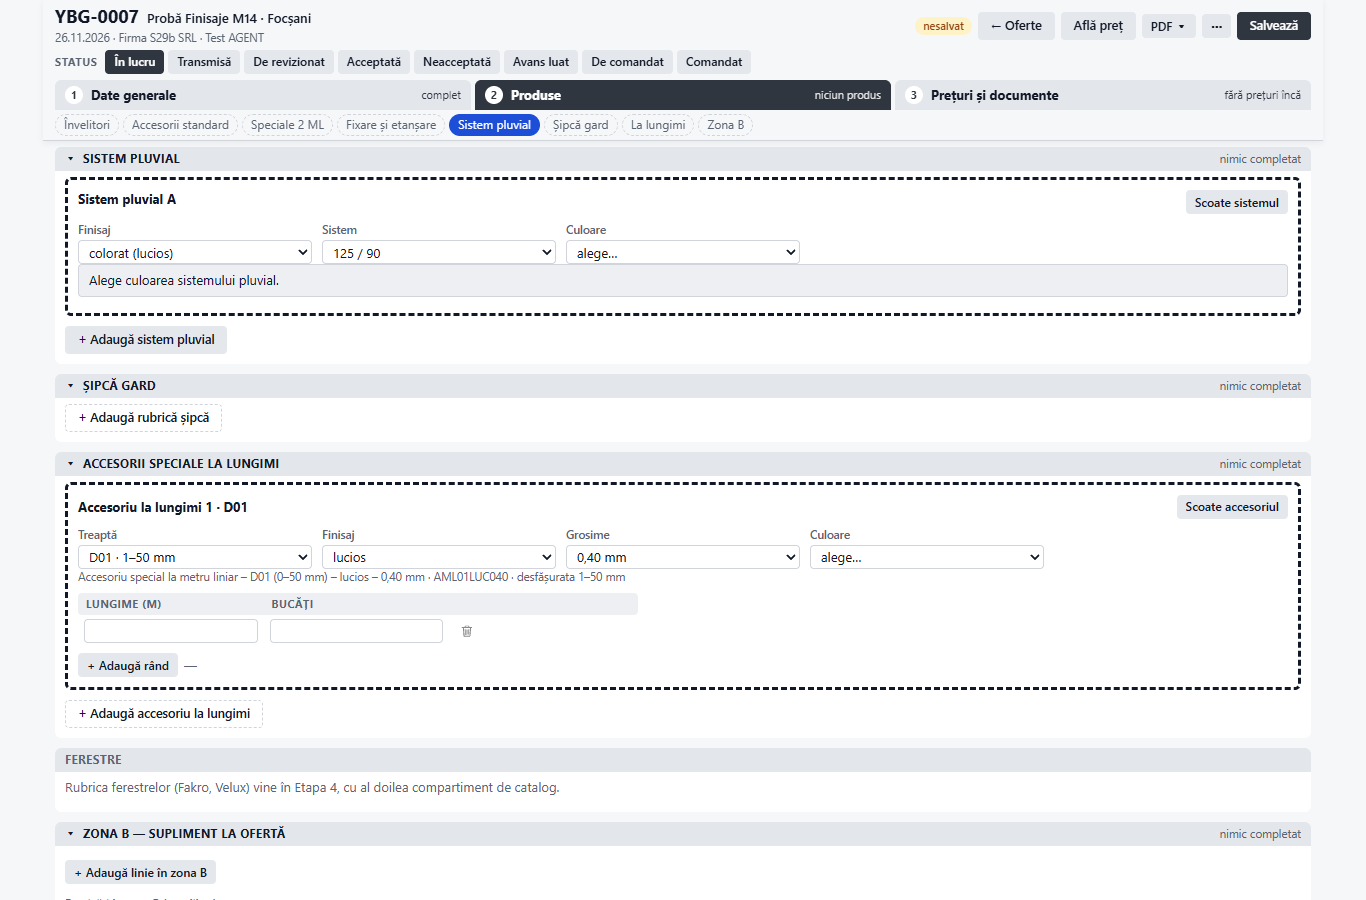 YBG-0007 Probă Finisaje M14 · Focșani
26.11.2026 · Firma S29b SRL · Test AGENT
nesalvat
← Oferte
Află preț
PDF
...
Salvează
STATUS
În lucru
Transmisă
De revizionat
Acceptată
Neacceptată
Avans luat
De comandat
Comandat
1 Date generale complet
2 Produse niciun produs
3 Prețuri și documente fără prețuri încă
Învelitori
Accesorii standard
Speciale 2 ML
Fixare și etanșare
Sistem pluvial
Șipcă gard
La lungimi
Zona B
SISTEM PLUVIAL nimic completat
Sistem pluvial A
Scoate sistemul
Finisaj Sistem Culoare
colorat (lucios) 125 / 90 alege...
Alege culoarea sistemului pluvial.
+ Adaugă sistem pluvial
ȘIPCĂ GARD nimic completat
+ Adaugă rubrică șipcă
ACCESORII SPECIALE LA LUNGIMI nimic completat
Accesoriu la lungimi 1 · D01
Scoate accesoriul
Treaptă Finisaj Grosime Culoare
D01 · 1–50 mm lucios 0,40 mm alege...
Accesoriu special la metru liniar – D01 (0–50 mm) – lucios – 0,40 mm · AML01LUC040 · desfășurata 1–50 mm
LUNGIME (M) BUCĂȚI
+ Adaugă rând —
+ Adaugă accesoriu la lungimi
FERESTRE
Rubrica ferestrelor (Fakro, Velux) vine în Etapa 4, cu al doilea compartiment de catalog.
ZONA B — SUPLIMENT LA OFERTĂ nimic completat
+ Adaugă linie în zona B